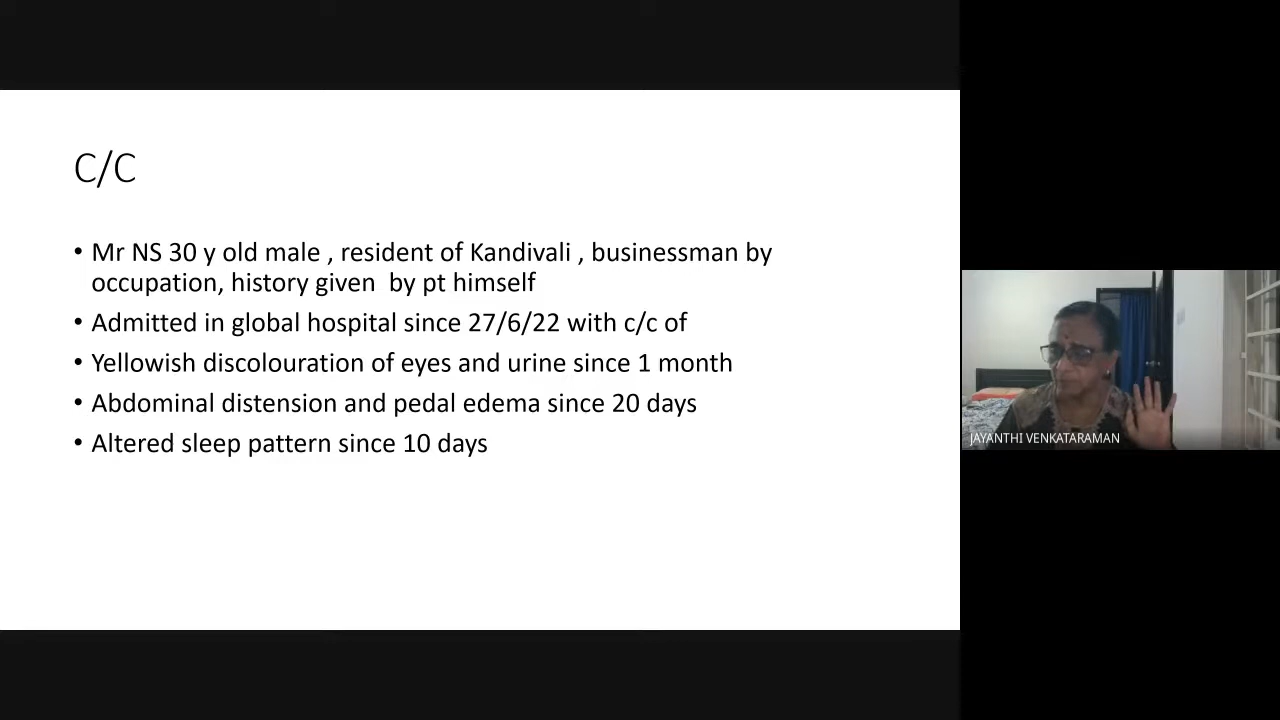 C/C
• Mr NS 30 y old male , resident of Kandivali , businessman by
occupation, history given  by pt himself
• Admitted in global hospital since 27/6/22 with c/c of
• Yellowish discolouration of eyes and urine since 1 month
• Abdominal distension and pedal edema since 20 days
• Altered sleep pattern since 10 days
JAYANTHI VENKATARAMAN